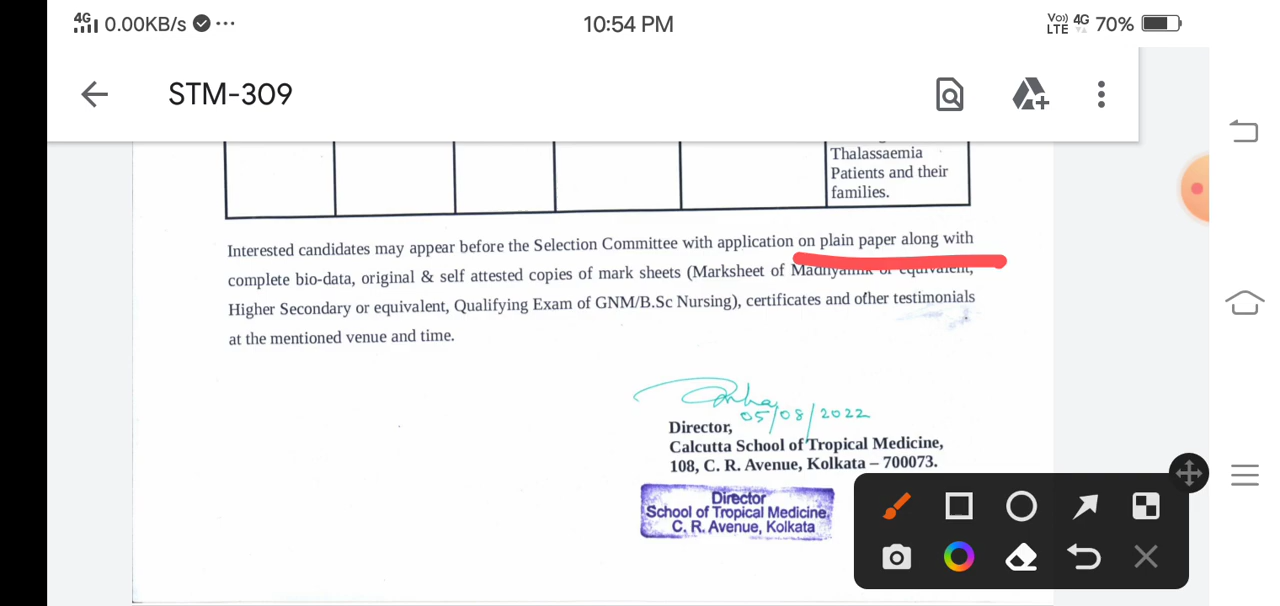 4G 0.00KB/s ... 10:54 PM Vo)) LTE 4G 70%
STM-309
Thalassaemia
Patients and their
families.
Interested candidates may appear before the Selection Committee with application on plain paper along with
complete bio-data, original & self attested copies of mark sheets (Marksheet of Madhyamik or equivalent,
Higher Secondary or equivalent, Qualifying Exam of GNM/B.Sc Nursing), certificates and other testimonials
at the mentioned venue and time.
05/08/2022
Director,
Calcutta School of Tropical Medicine,
108, C. R. Avenue, Kolkata – 700073.
Director
School of Tropical Medicine
C. R. Avenue, Kolkata